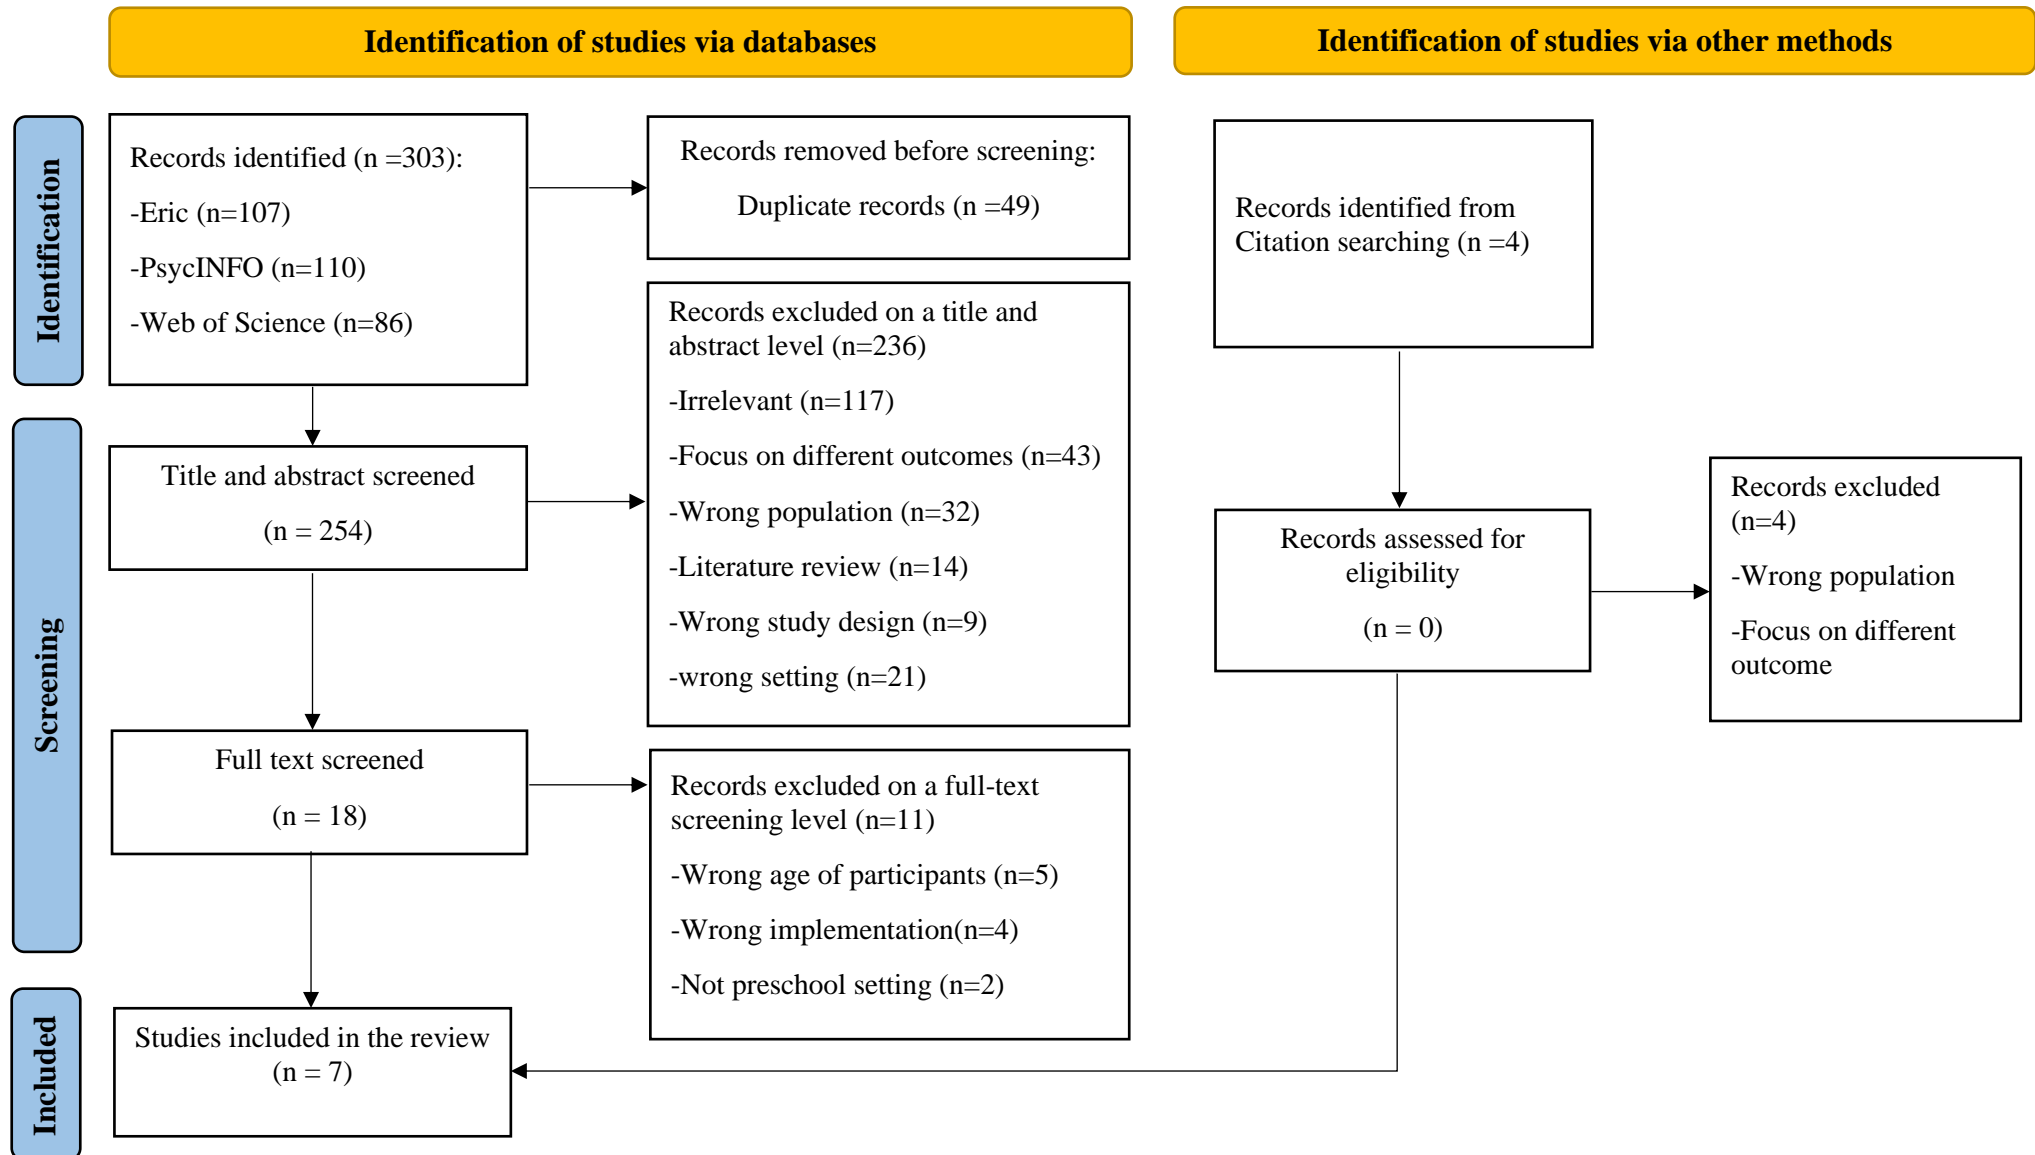 Identification of studies via databases
Identification of studies via other methods
Identification
Records identified (n =303):
-Eric (n=107)
-PsycINFO (n=110)
-Web of Science (n=86)
Records removed before screening:
Duplicate records (n =49)
Records identified from
Citation searching (n =4)
Screening
Title and abstract screened
(n = 254)
Records excluded on a title and
abstract level (n=236)
-Irrelevant (n=117)
-Focus on different outcomes (n=43)
-Wrong population (n=32)
-Literature review (n=14)
-Wrong study design (n=9)
-wrong setting (n=21)
Records assessed for
eligibility
(n = 0)
Records excluded
(n=4)
-Wrong population
-Focus on different
outcome
Full text screened
(n = 18)
Records excluded on a full-text
screening level (n=11)
-Wrong age of participants (n=5)
-Wrong implementation(n=4)
-Not preschool setting (n=2)
Included
Studies included in the review
(n = 7)